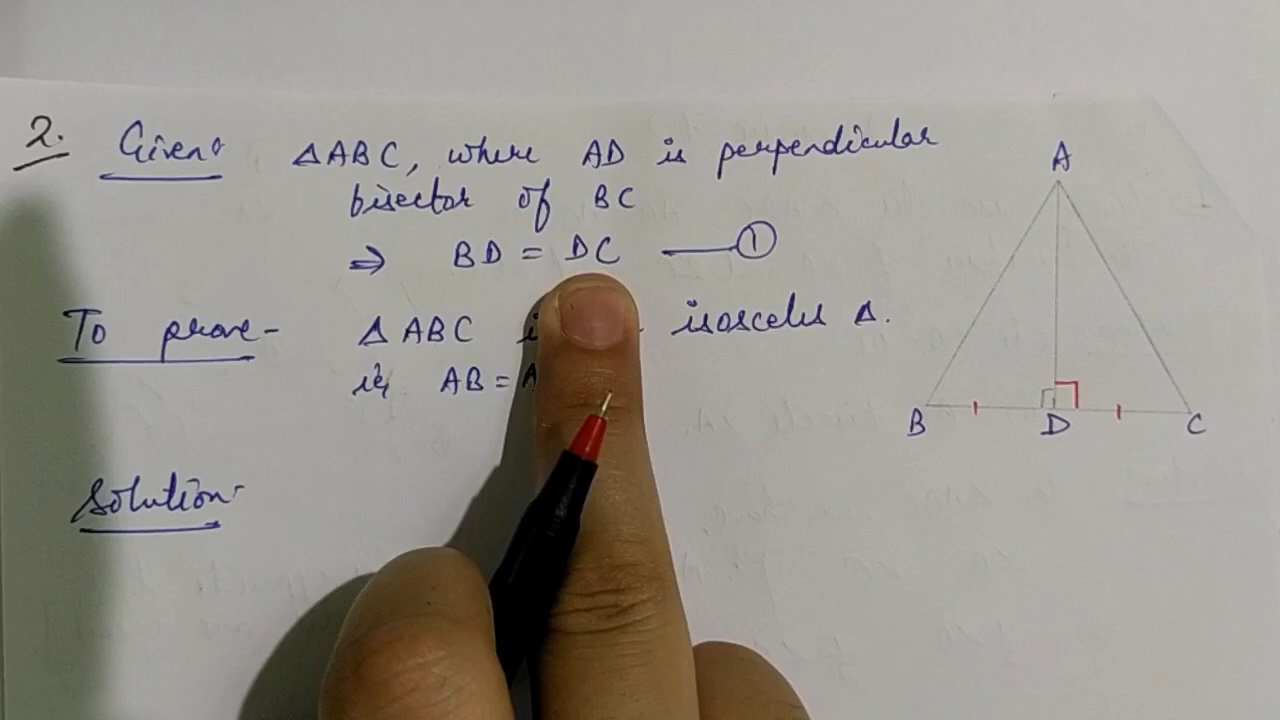 2. Given: ΔABC, where AD is perpendicular
bisector of BC
⇒ BD = DC —— ①
To prove- ΔABC isosceles Δ.
ie, AB =
Solution-
A
B D C